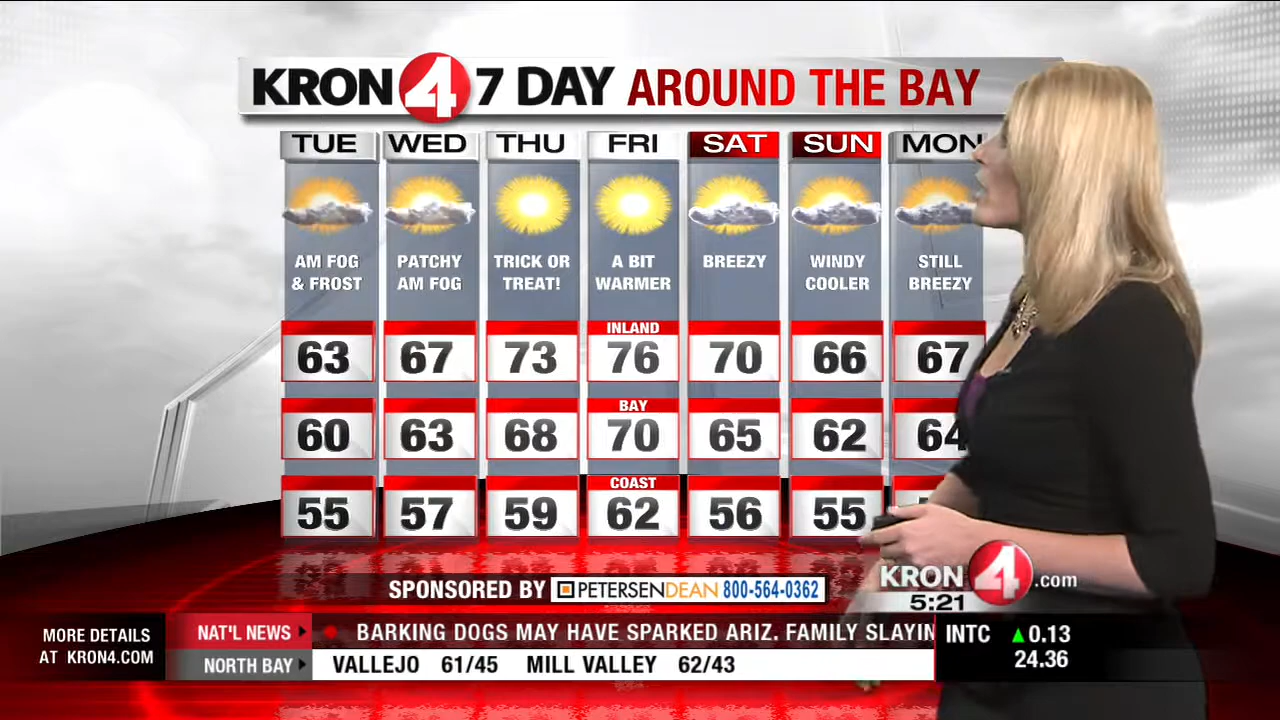 KRON 4 7 DAY AROUND THE BAY
TUE WED THU FRI SAT SUN MON
AM FOG & FROST
PATCHY AM FOG
TRICK OR TREAT!
A BIT WARMER
BREEZY
WINDY COOLER
STILL BREEZY
INLAND
63 67 73 76 70 66 67
BAY
60 63 68 70 65 62 64
COAST
55 57 59 62 56 55
SPONSORED BY PETERSENDEAN 800-564-0362
KRON 4 .com
5:21
MORE DETAILS
AT KRON4.COM
NAT'L NEWS BARKING DOGS MAY HAVE SPARKED ARIZ. FAMILY SLAYIN
NORTH BAY VALLEJO 61/45 MILL VALLEY 62/43
INTC 0.13
24.36